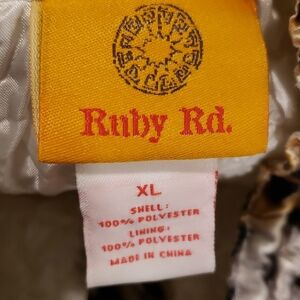 Ruby Rd.
XL
SHELL:
100% POLYESTER
LINING:
100% POLYESTER
MADE IN CHINA